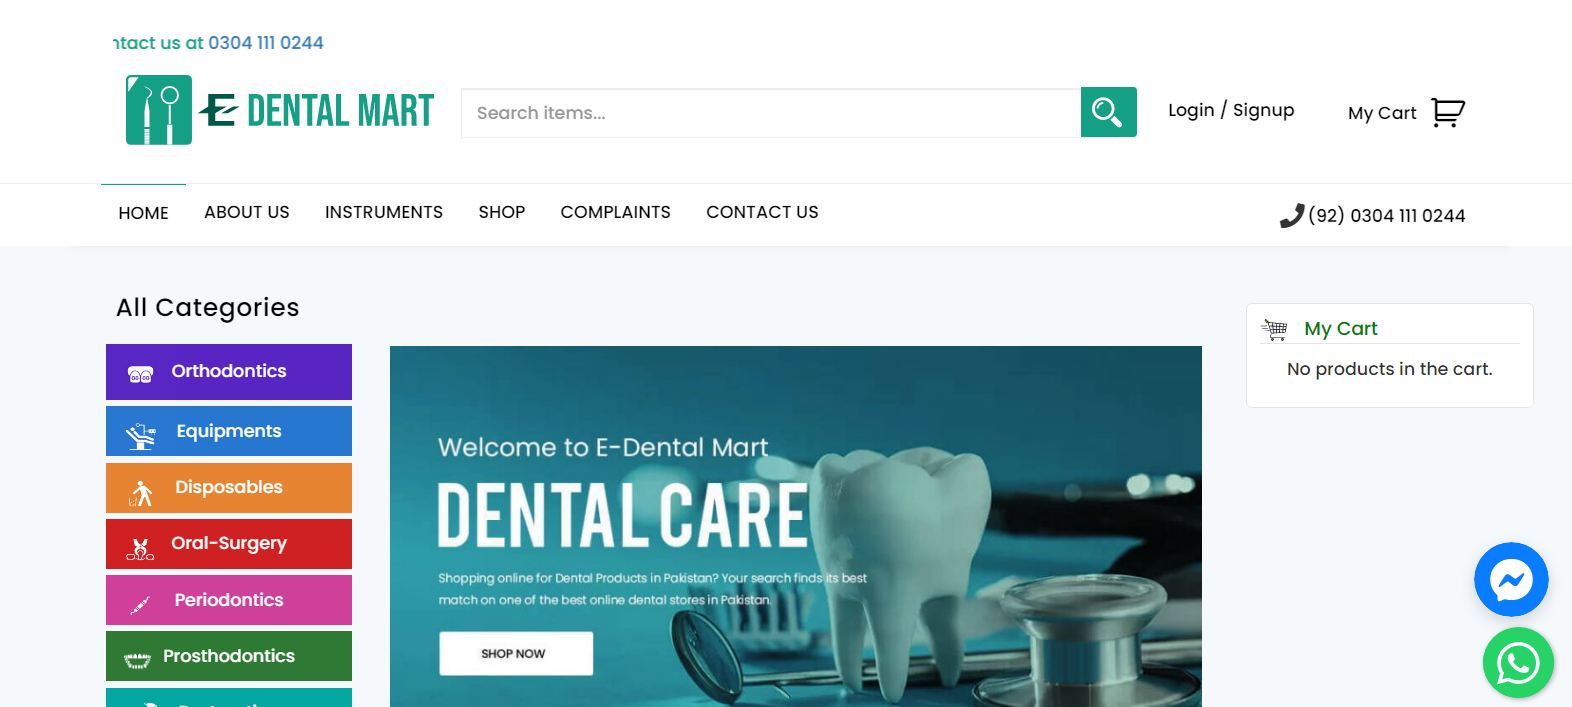 ntact us at 0304 111 0244
E DENTAL MART
Search items...
Login / Signup
My Cart
HOME
ABOUT US
INSTRUMENTS
SHOP
COMPLAINTS
CONTACT US
(92) 0304 111 0244
All Categories
Orthodontics
Equipments
Disposables
Oral-Surgery
Periodontics
Prosthodontics
Welcome to E-Dental Mart
DENTAL CARE
Shopping online for Dental Products in Pakistan? Your search finds its best
match on one of the best online dental stores in Pakistan.
SHOP NOW
My Cart
No products in the cart.